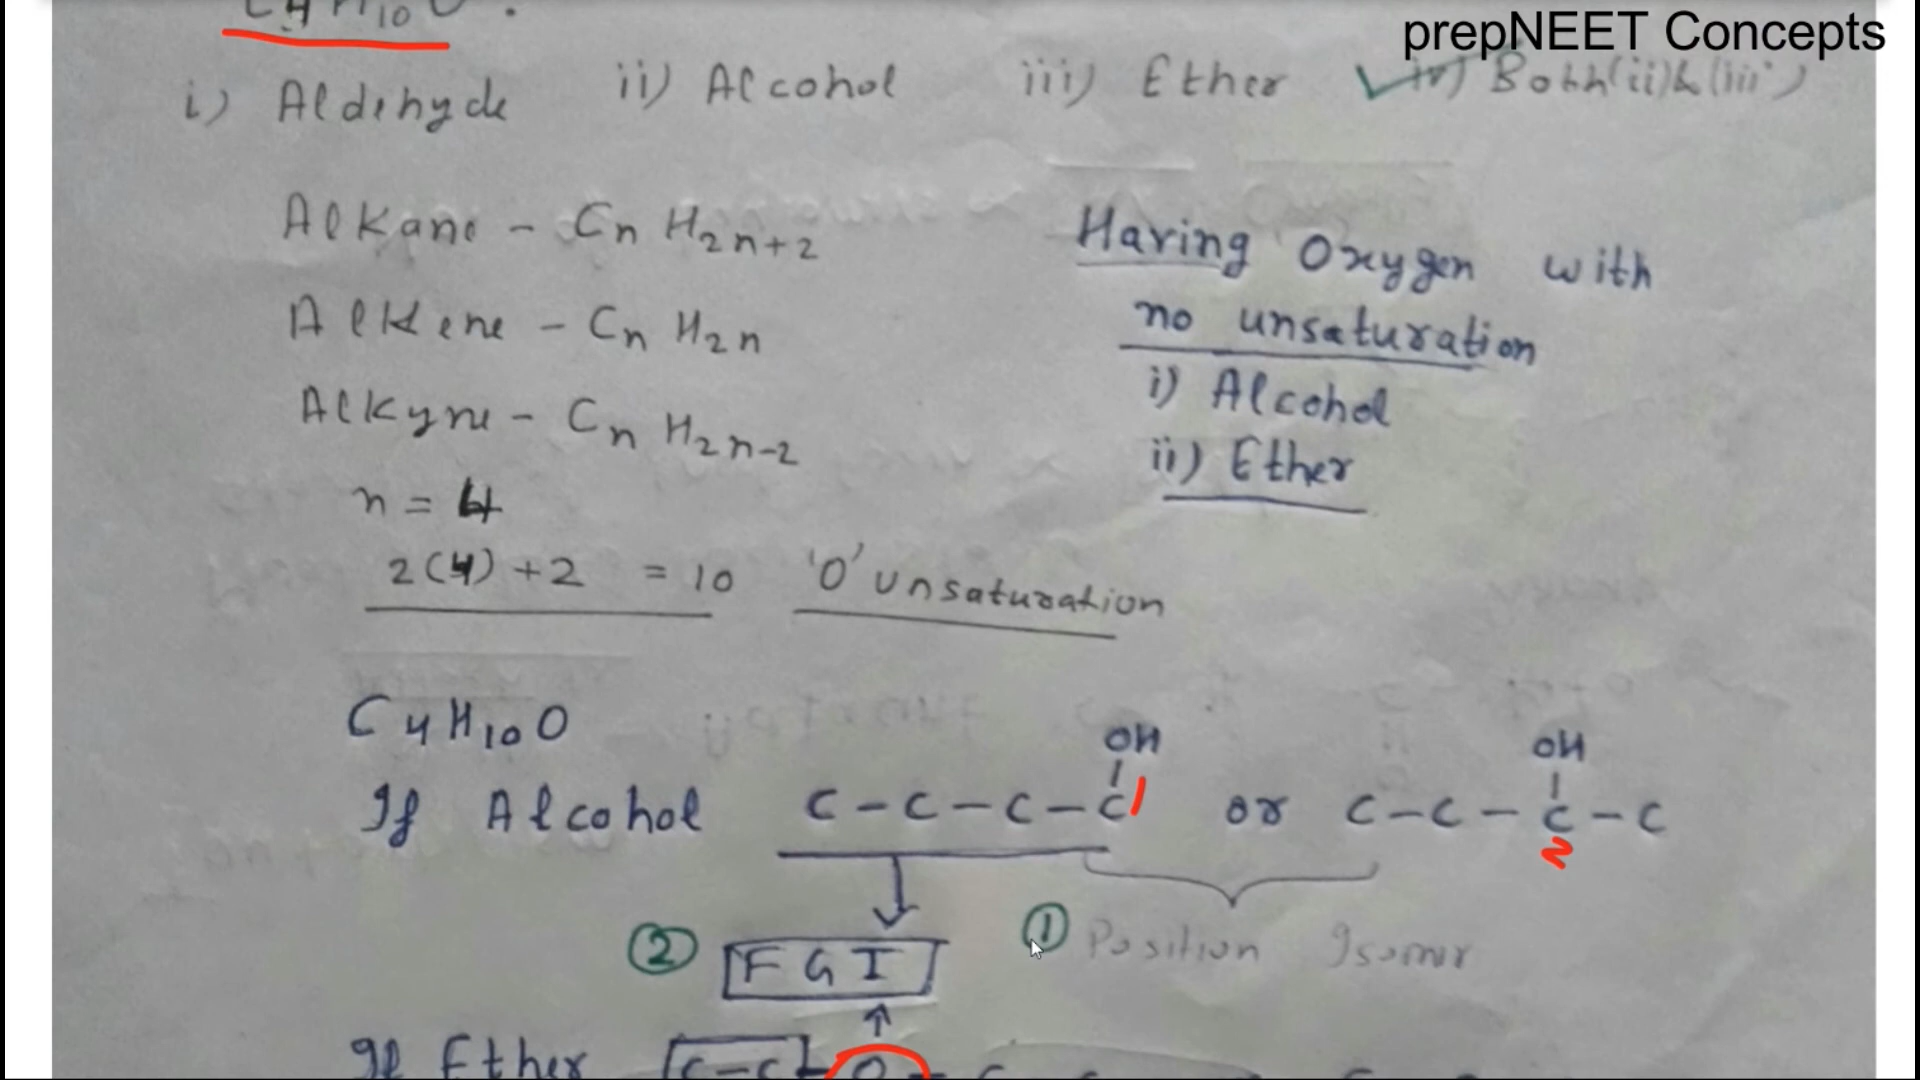 prepNEET Concepts
C4H10O .
i) Aldehyde ii) Alcohol iii) Ether iv) Both(ii)&(iii)
Alkane - CnH2n+2
Alkene - CnH2n
Alkyne - CnH2n-2
n = 4
2(4)+2 = 10 'O' unsaturation
Having Oxygen with
no unsaturation
i) Alcohol
ii) Ether
C4H10O
OH OH
If Alcohol C-C-C-C1 or C-C-C-C
2
② FGI ① Position Isomer
If Ether C-C-O-C